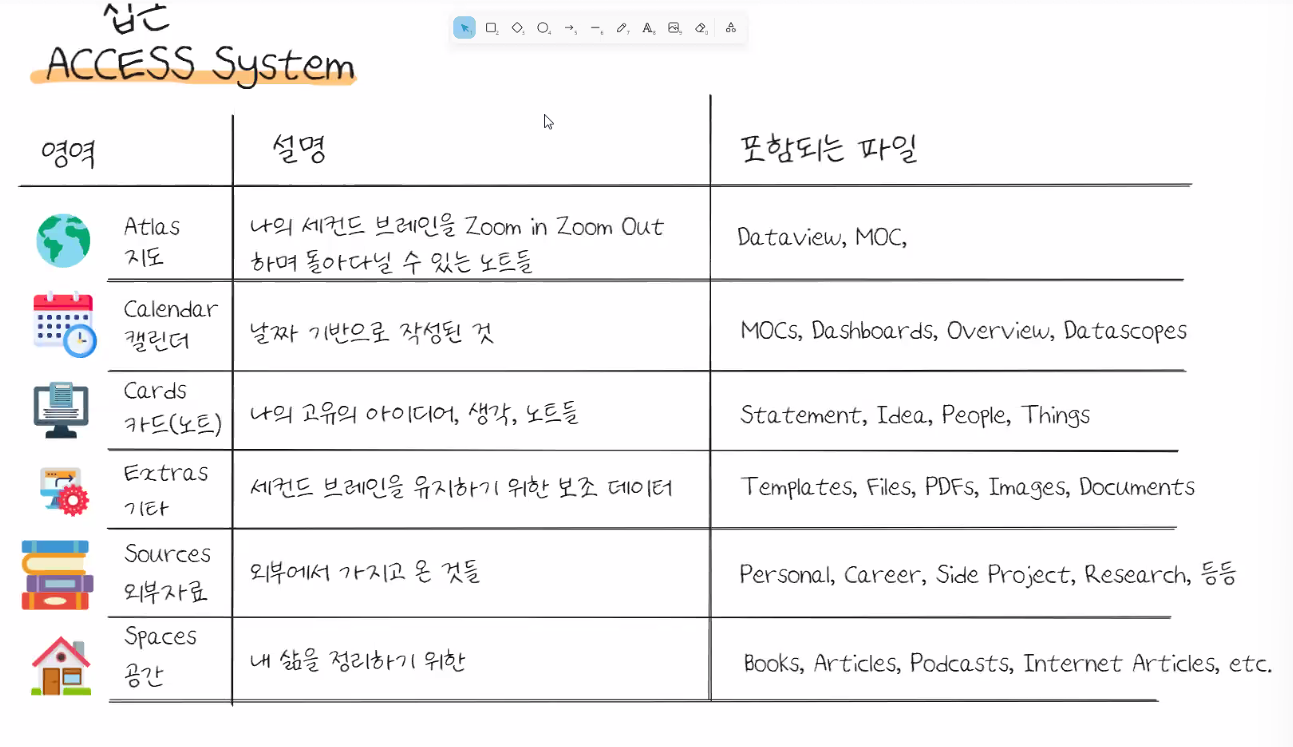 접근
ACCESS System
영역 설명 포함되는 파일
Atlas
지도
나의 세컨드 브레인을 Zoom in Zoom Out
하며 돌아다닐 수 있는 노트들
Dataview, MOC,
Calendar
캘린더
날짜 기반으로 작성된 것
MOCs, Dashboards, Overview, Datascopes
Cards
카드(노트)
나의 고유의 아이디어, 생각, 노트들
Statement, Idea, People, Things
Extras
기타
세컨드 브레인을 유지하기 위한 보조 데이터
Templates, Files, PDFs, Images, Documents
Sources
외부자료
외부에서 가지고 온 것들
Personal, Career, Side Project, Research, 등등
Spaces
공간
내 삶을 정리하기 위한
Books, Articles, Podcasts, Internet Articles, etc.